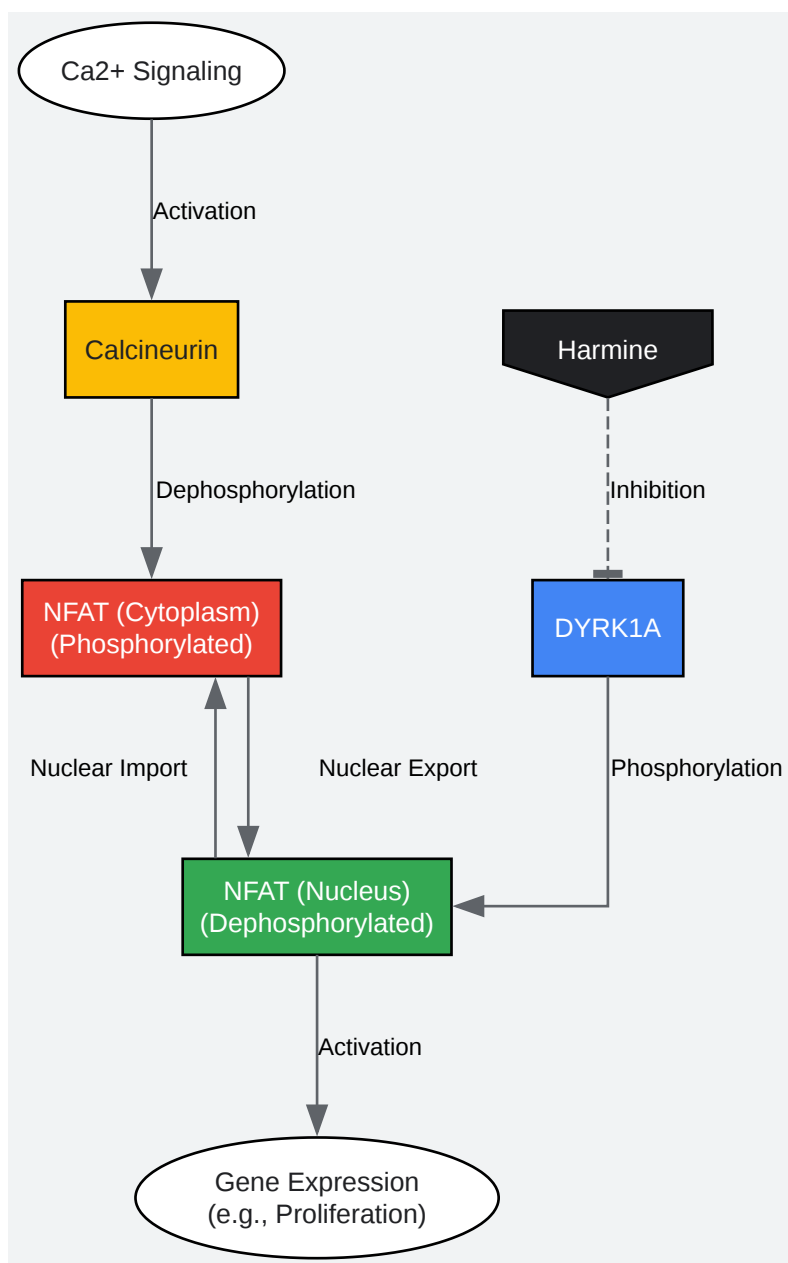 Ca2+ Signaling
Activation
Calcineurin
Harmine
Dephosphorylation
Inhibition
NFAT (Cytoplasm)
(Phosphorylated)
DYRK1A
Nuclear Import
Nuclear Export
Phosphorylation
NFAT (Nucleus)
(Dephosphorylated)
Activation
Gene Expression
(e.g., Proliferation)